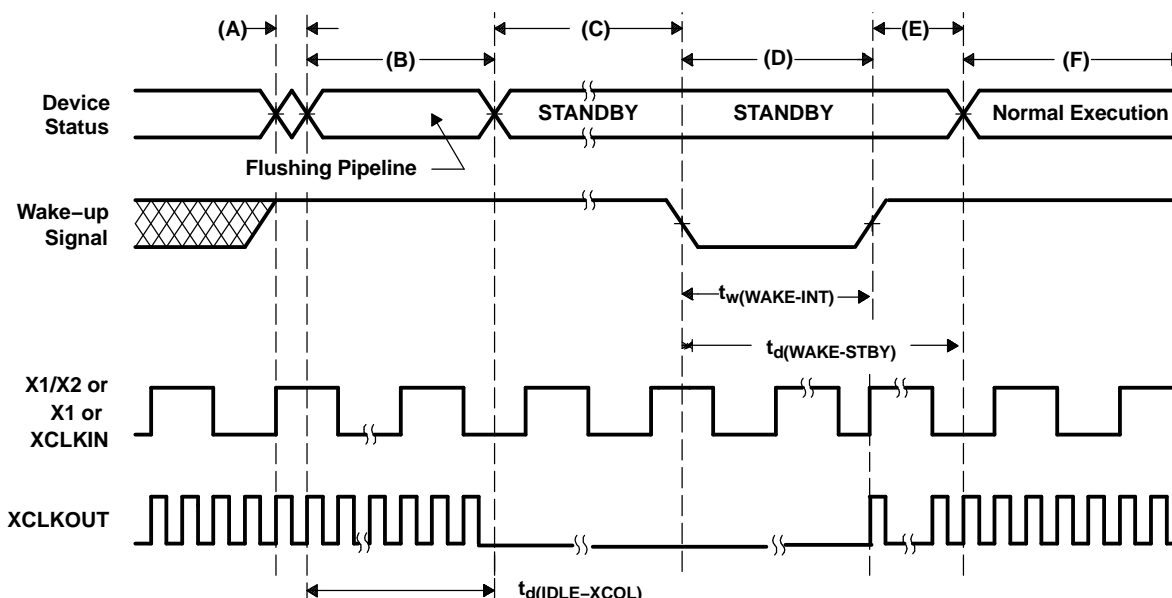 (A)
(B)
(C)
(D)
(E)
(F)
Device
Status
STANDBY
STANDBY
Normal Execution
Flushing Pipeline
Wake–up
Signal
tw(WAKE-INT)
td(WAKE-STBY)
X1/X2 or
X1 or
XCLKIN
XCLKOUT
td(IDLE–XCOL)